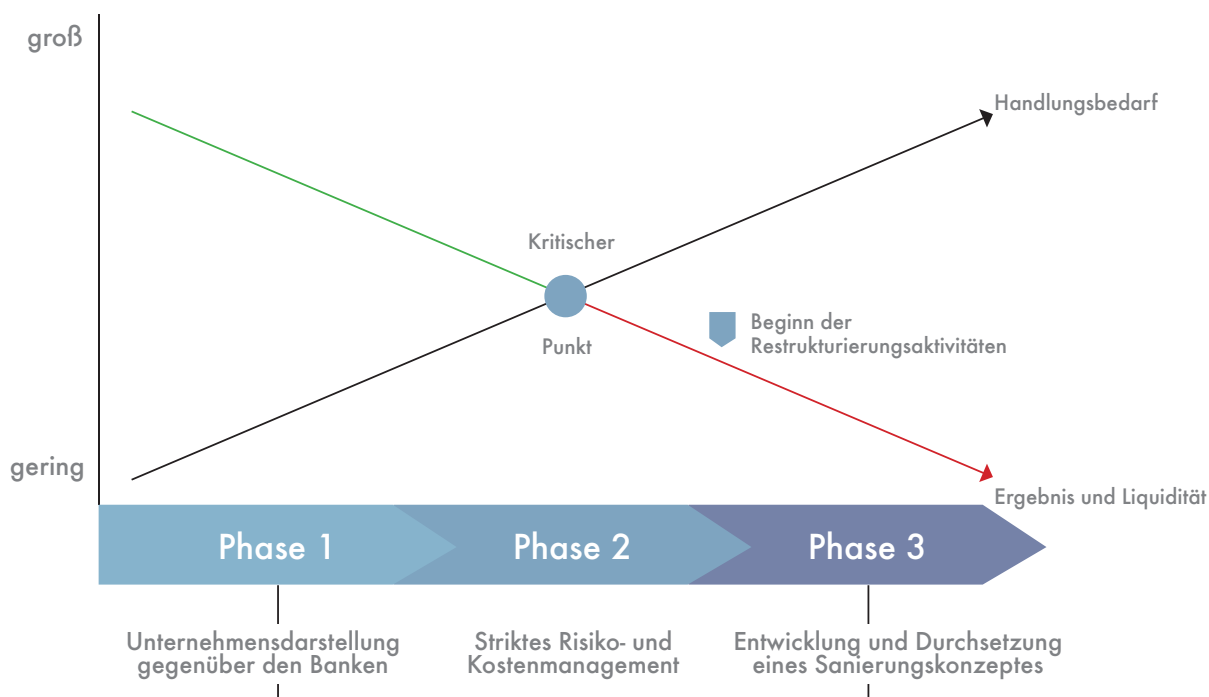 groß
Handlungsbedarf
Kritischer
Punkt
Beginn der
Restrukturierungsaktivitäten
gering
Ergebnis und Liquidität
Phase 1
Phase 2
Phase 3
Unternehmensdarstellung
gegenüber den Banken
Striktes Risiko- und
Kostenmanagement
Entwicklung und Durchsetzung
eines Sanierungskonzeptes